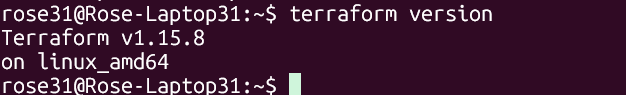 rose31@Rose-Laptop31:~$ terraform version
Terraform v1.15.8
on linux_amd64
rose31@Rose-Laptop31:~$